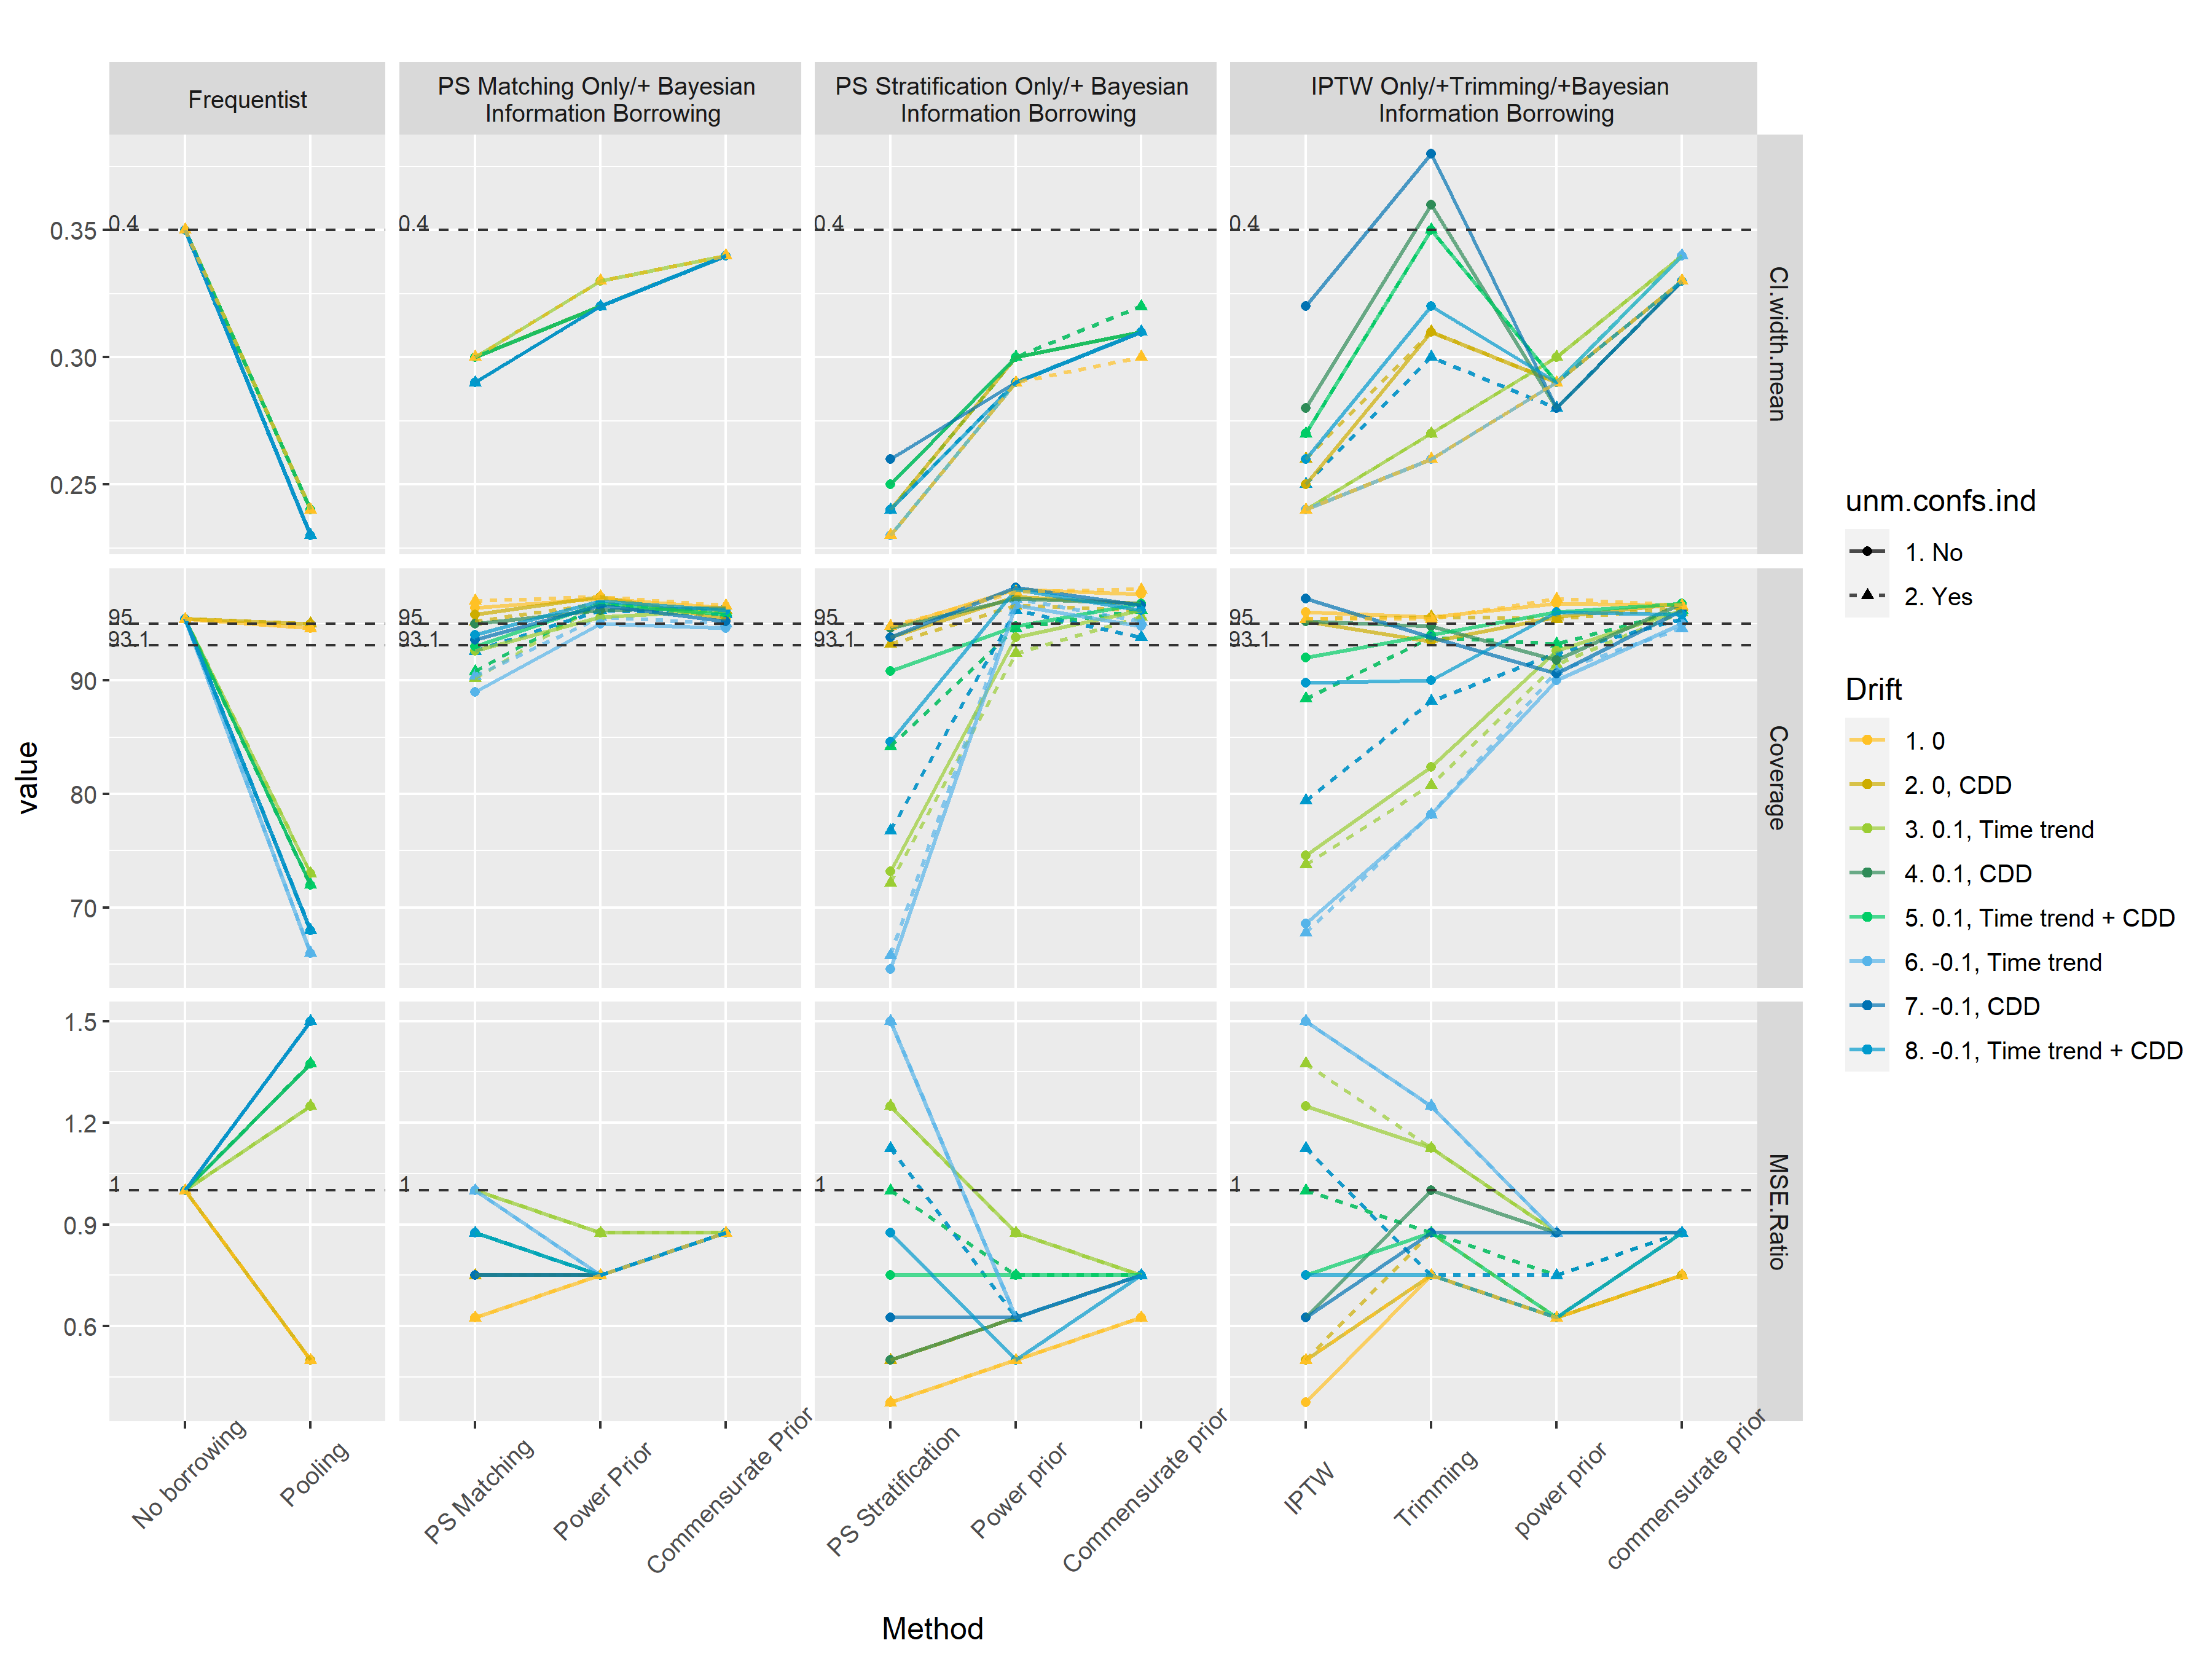 Frequentist
PS Matching Only/+ Bayesian
Information Borrowing
PS Stratification Only/+ Bayesian
Information Borrowing
IPTW Only/+Trimming/+Bayesian
Information Borrowing
0.35
0.30
0.25
0.4
0.4
0.4
0.4
CI.width.mean
90
80
70
95
93.1
95
93.1
95
93.1
95
93.1
Coverage
1.5
1.2
0.9
0.6
1
1
1
1
MSE.Ratio
value
No borrowing
Pooling
PS Matching
Power Prior
Commensurate Prior
PS Stratification
Power prior
Commensurate prior
IPTW
Trimming
power prior
commensurate prior
Method
unm.confs.ind
1. No
2. Yes
Drift
1. 0
2. 0, CDD
3. 0.1, Time trend
4. 0.1, CDD
5. 0.1, Time trend + CDD
6. -0.1, Time trend
7. -0.1, CDD
8. -0.1, Time trend + CDD